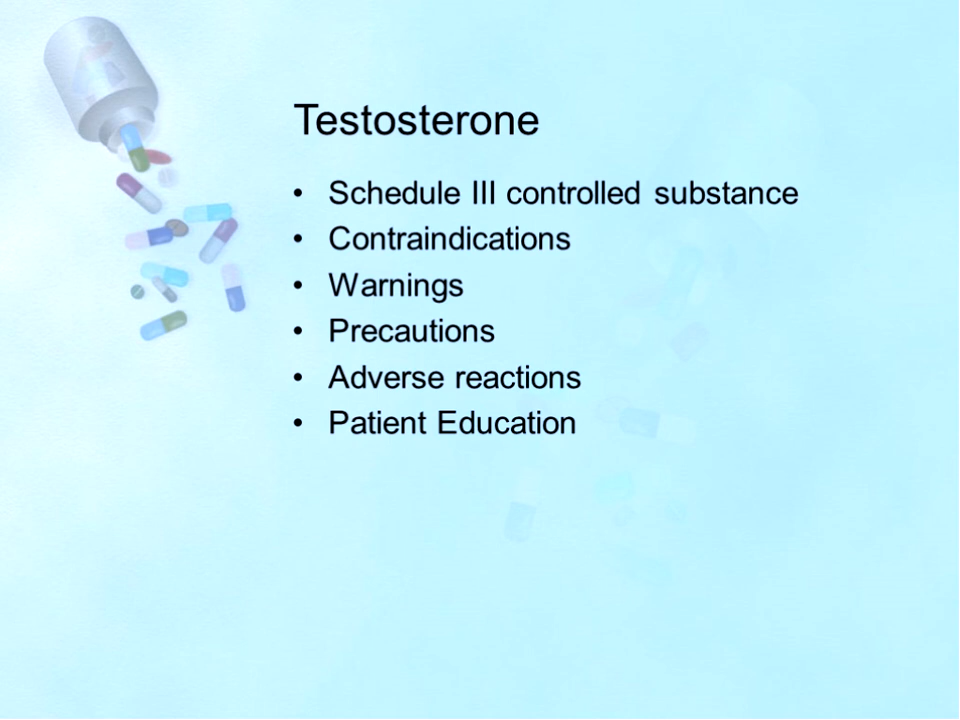 Testosterone
• Schedule III controlled substance
• Contraindications
• Warnings
• Precautions
• Adverse reactions
• Patient Education